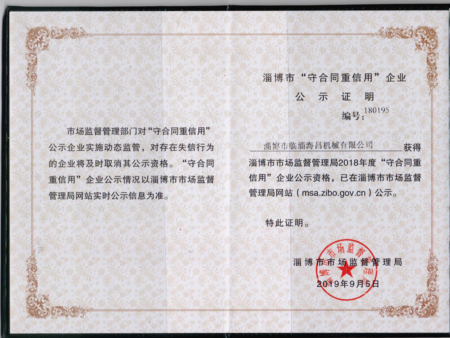 市场监督管理部门对“守合同重信用”
公示企业实施动态监管，对存在失信行为
的企业将及时取消其公示资格。“守合同
重信用”企业公示情况以淄博市市场监督
管理局网站实时公示信息为准。
淄博市“守合同重信用”企业
公示证明
编号:180195
淄博市临淄海昌机械有限公司 获得
淄博市市场监督管理局2018年度“守合同重
信用”企业公示资格，已在淄博市市场监督
管理局网站（msa.zibo.gov.cn）公示。
特此证明。
淄博市市场监督管理局
2019年9月5日